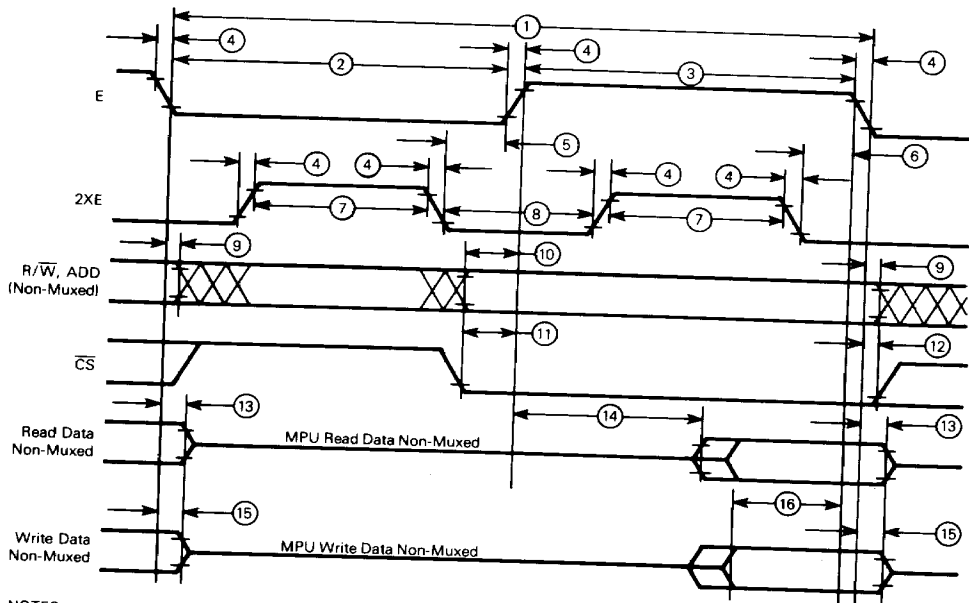 1
4
4
4
2
3
E
5
6
4
4
4
4
2XE
7
8
7
9
10
9
R/W, ADD
(Non-Muxed)
11
12
CS
13
14
13
Read Data
Non-Muxed
MPU Read Data Non-Muxed
15
16
15
Write Data
Non-Muxed
MPU Write Data Non-Muxed